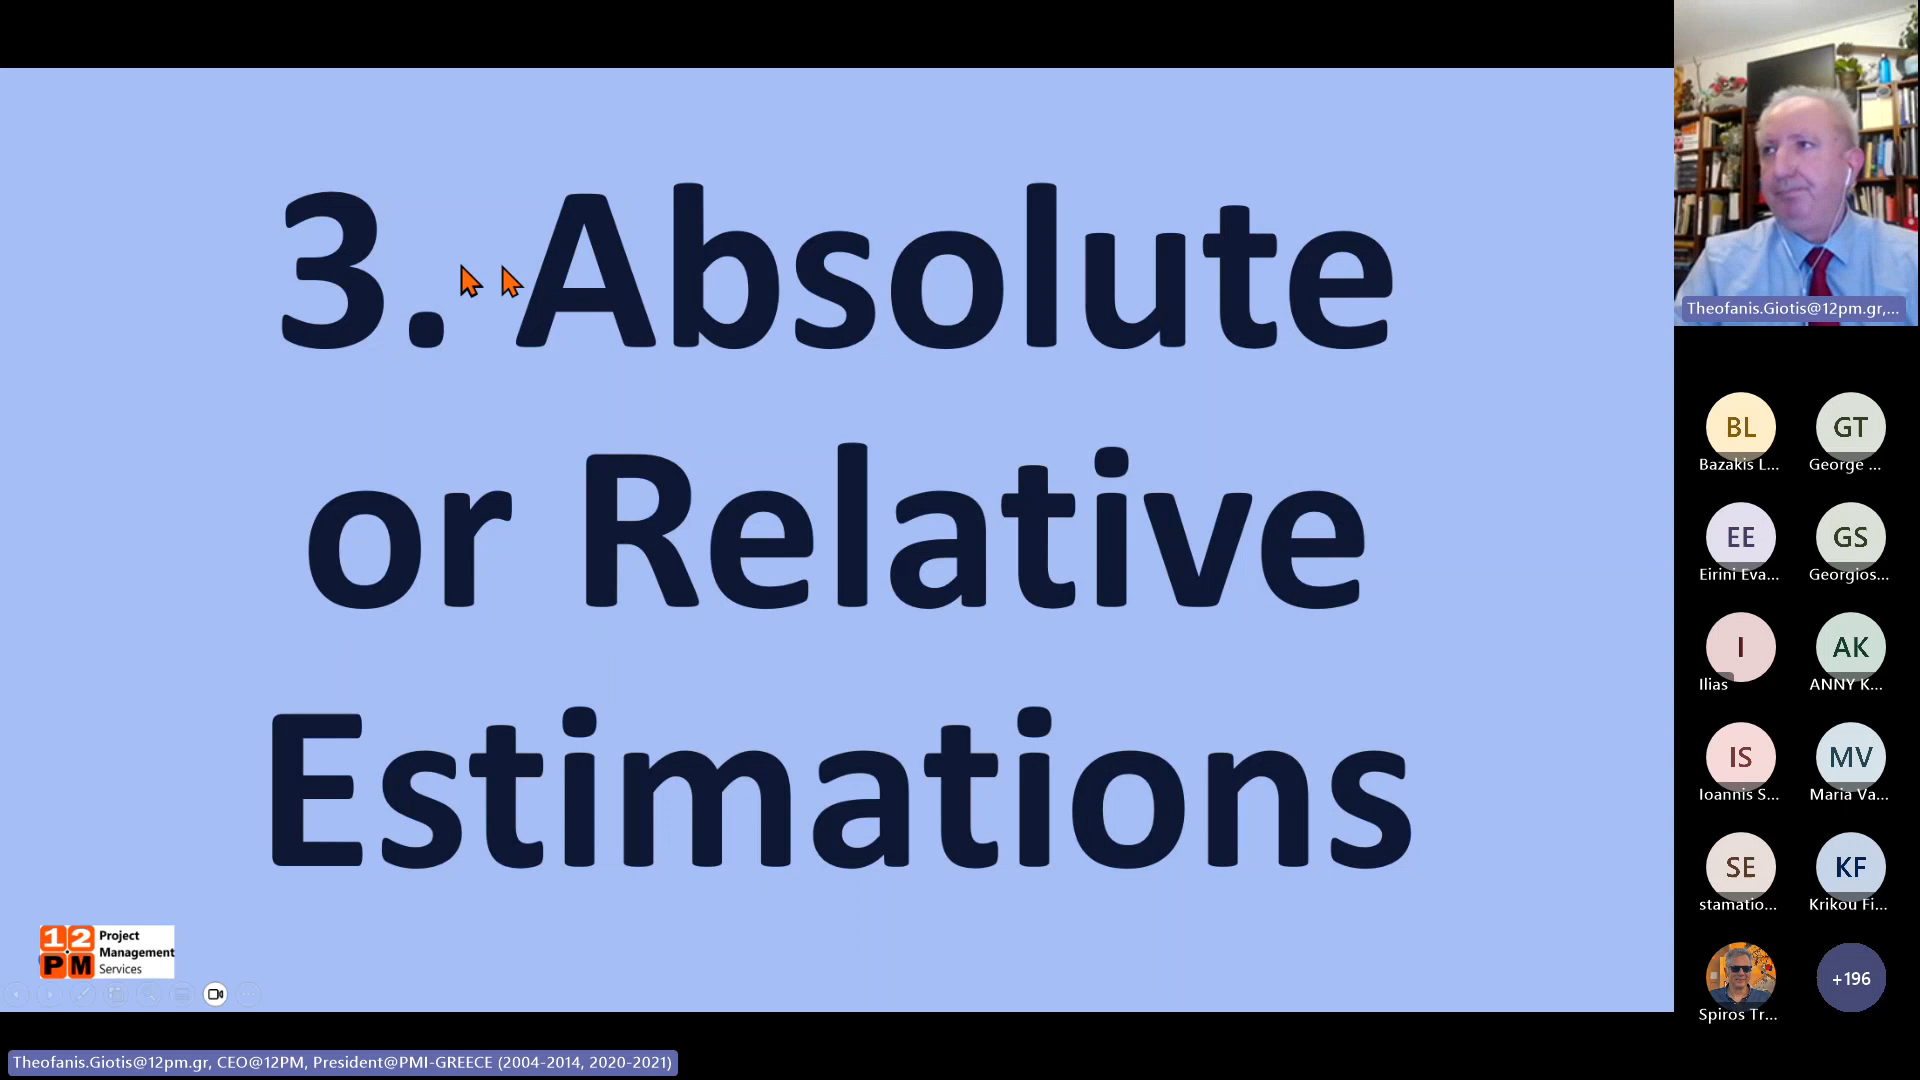 3. Absolute
or Relative
Estimations
12
PM
Project
Management
Services
Theofanis.Giotis@12pm.gr, CEO@12PM, President@PMI-GREECE (2004-2014, 2020-2021)
Theofanis.Giotis@12pm.gr,...
BL
Bazakis L...
GT
George ...
EE
Eirini Eva...
GS
Georgios...
I
Ilias
AK
ANNY K...
IS
Ioannis S...
MV
Maria Va...
SE
stamatio...
KF
Krikou Fi...
Spiros Tr...
+196